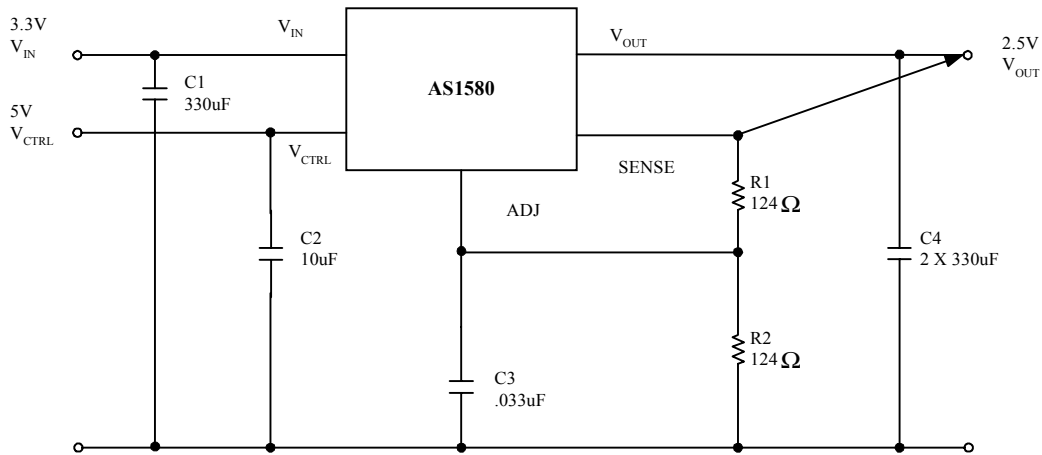 3.3V
VIN
VIN
VOUT
2.5V
VOUT
C1
330uF
AS1580
5V
VCTRL
VCTRL
SENSE
R1
124Ω
ADJ
C2
10uF
C4
2 X 330uF
R2
124Ω
C3
.033uF